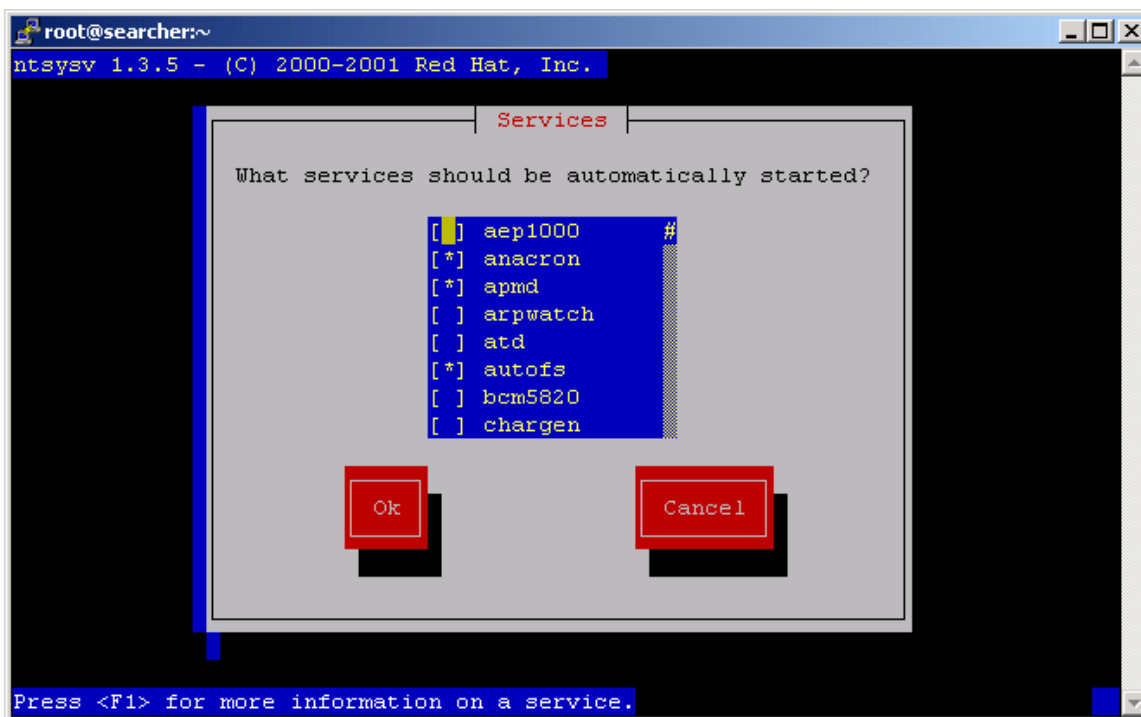 root@searcher:~
ntsysv 1.3.5 - (C) 2000-2001 Red Hat, Inc.
Services
What services should be automatically started?
[ ] aep1000 #
[*] anacron
[*] apmd
[ ] arpwatch
[ ] atd
[*] autofs
[ ] bcm5820
[ ] chargen
Ok Cancel
Press <F1> for more information on a service.